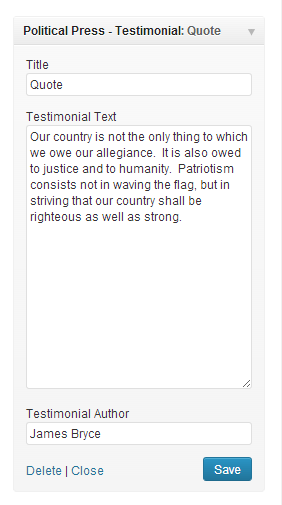 Political Press - Testimonial: Quote
Title
Quote
Testimonial Text
Our country is not the only thing to which
we owe our allegiance.  It is also owed
to justice and to humanity.  Patriotism
consists not in waving the flag, but in
striving that our country shall be
righteous as well as strong.
Testimonial Author
James Bryce
Delete | Close
Save